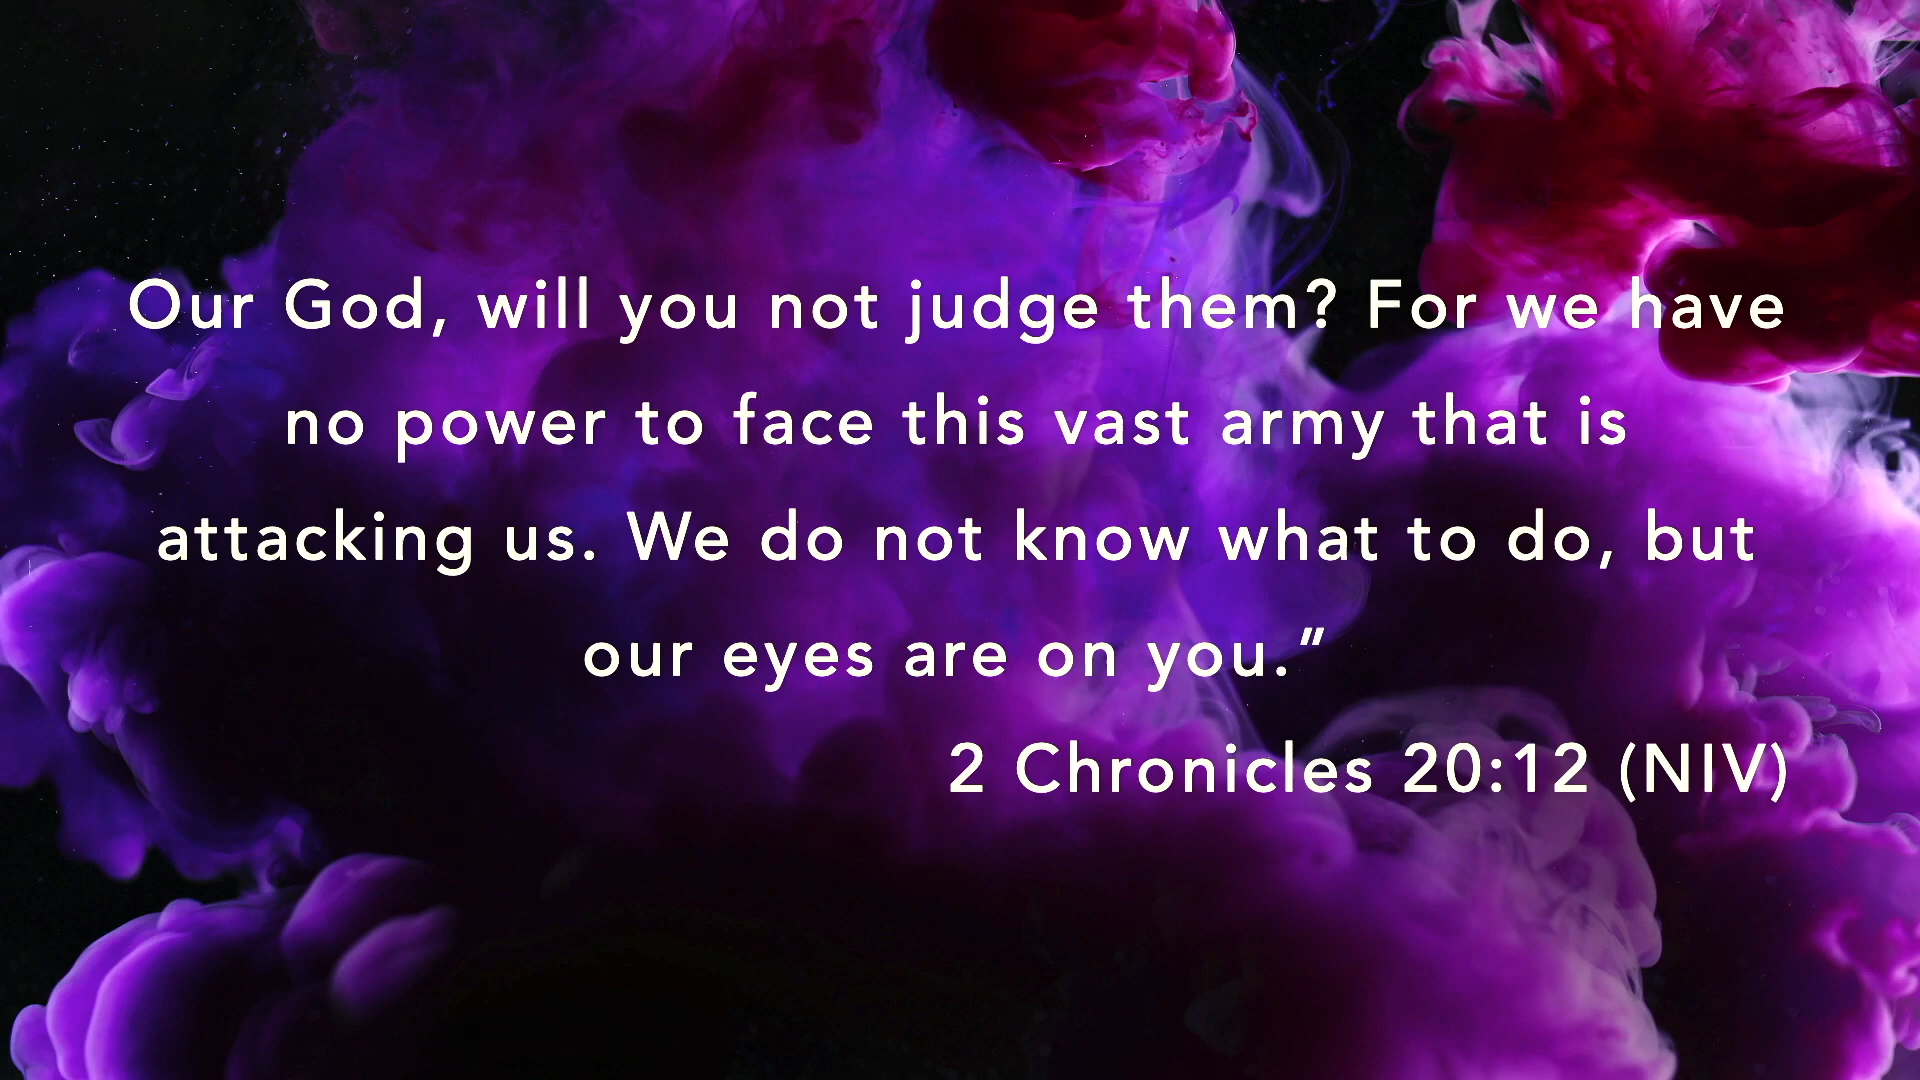 Our God, will you not judge them? For we have
no power to face this vast army that is
attacking us. We do not know what to do, but
our eyes are on you.”
2 Chronicles 20:12 (NIV)